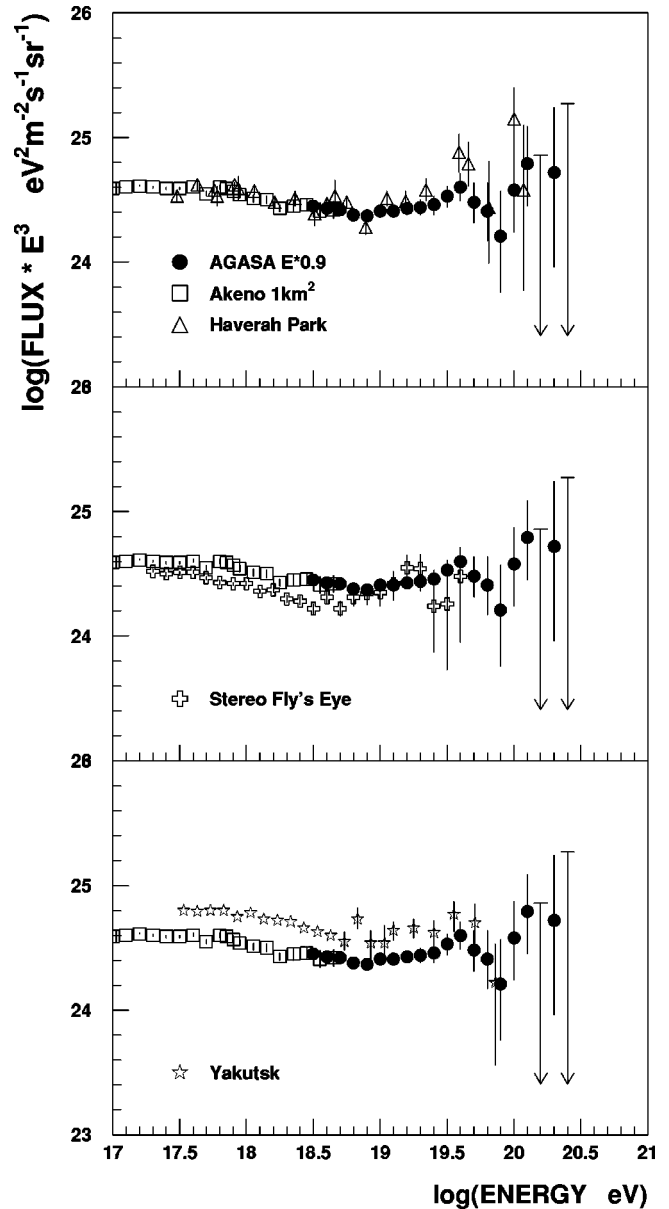 log(FLUX * E³ eV²m⁻²s⁻¹sr⁻¹)
26
25
24
AGASA E*0.9
Akeno 1km²
Haverah Park
26
25
24
Stereo Fly's Eye
26
25
24
23
Yakutsk
17 17.5 18 18.5 19 19.5 20 20.5 21
log(ENERGY eV)